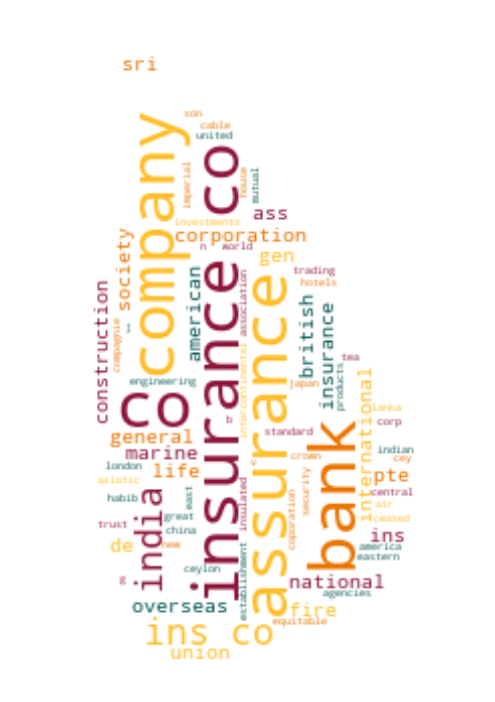 sri
son
cable
united
company
co
imperial
house
mutual
ass
investments
corporation
n
world
society
gen
american
association
trading
hotels
construction
compagnie
insurance
assurance
british
insurance
engineering
intercontinental
tea
japan
products
international
co
b
lanka
corp
general
standard
bank
marine
indian
london
life
crown
cey
asiatic
india
east
insulated
security
pte
habib
central
air
trust
great
china
coporation
ceased
de
new
ins
america
eastern
ceylon
establishment
national
agencies
overseas
fire
equitable
ins co
union